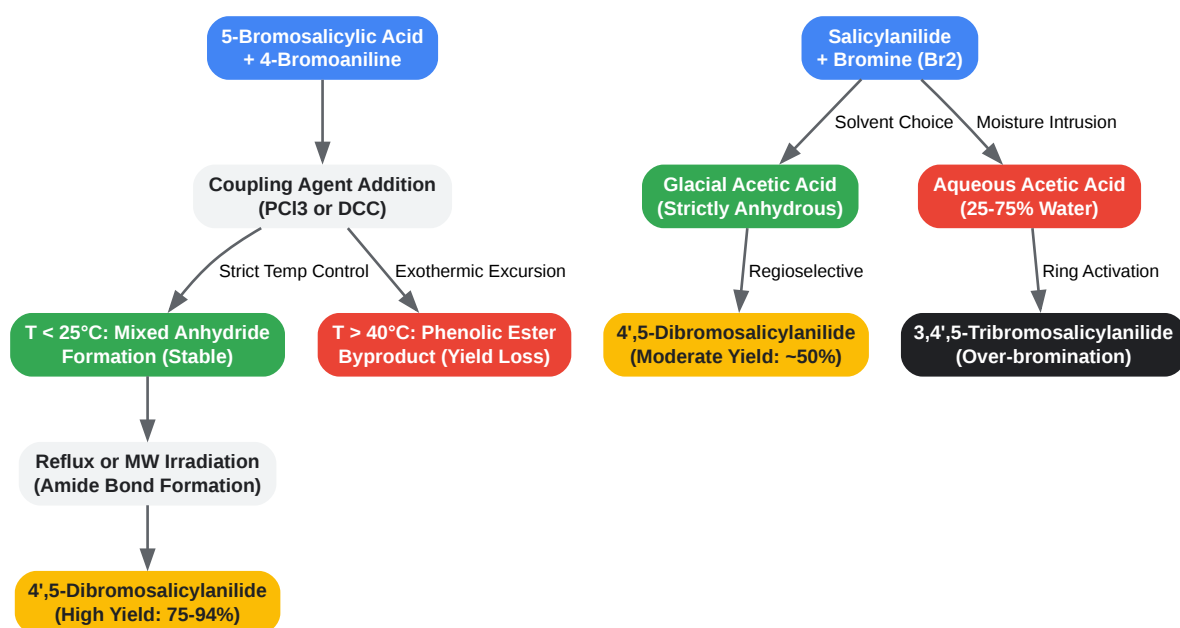 5-Bromosalicylic Acid
+ 4-Bromoaniline
Salicylanilide
+ Bromine (Br2)
Solvent Choice
Moisture Intrusion
Coupling Agent Addition
(PCl3 or DCC)
Glacial Acetic Acid
(Strictly Anhydrous)
Aqueous Acetic Acid
(25-75% Water)
Strict Temp Control
Exothermic Excursion
Regioselective
Ring Activation
T < 25°C: Mixed Anhydride
Formation (Stable)
T > 40°C: Phenolic Ester
Byproduct (Yield Loss)
4',5-Dibromosalicylanilide
(Moderate Yield: ~50%)
3,4',5-Tribromosalicylanilide
(Over-bromination)
Reflux or MW Irradiation
(Amide Bond Formation)
4',5-Dibromosalicylanilide
(High Yield: 75-94%)